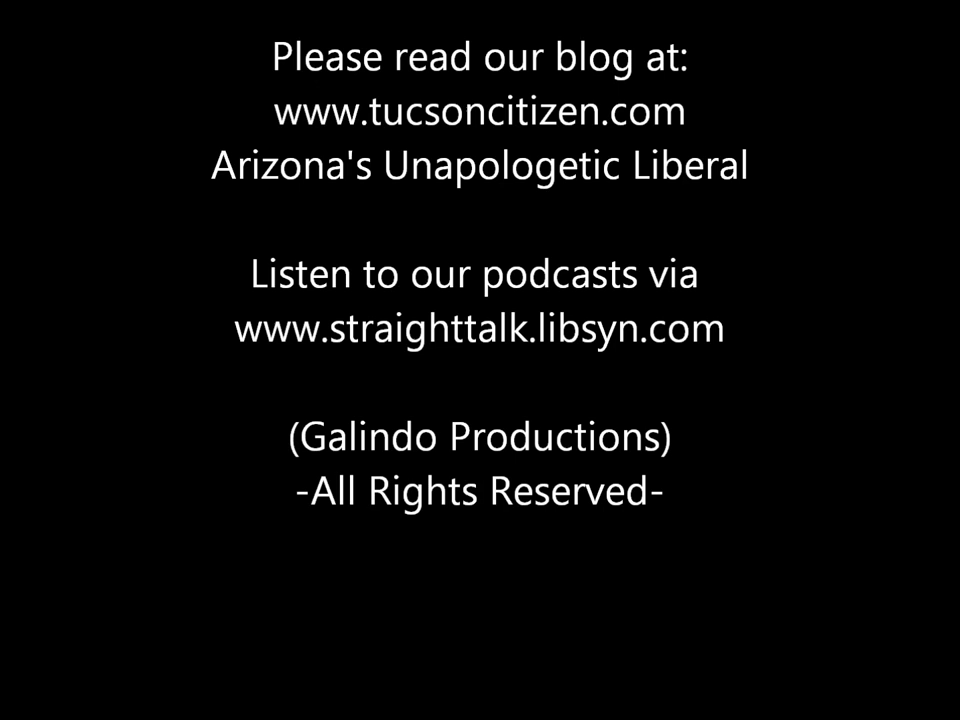 Please read our blog at:
www.tucsoncitizen.com
Arizona's Unapologetic Liberal
Listen to our podcasts via
www.straighttalk.libsyn.com
(Galindo Productions)
-All Rights Reserved-